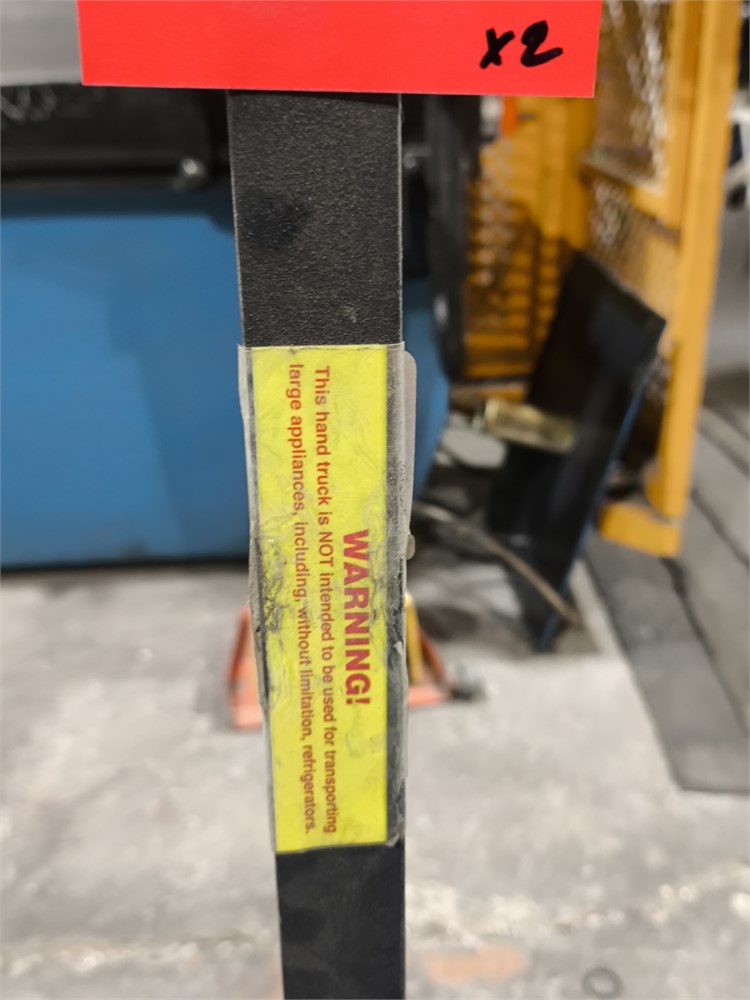 x2
WARNING!
This hand truck is NOT intended to be used for transporting
large appliances, including, without limitation, refrigerators.